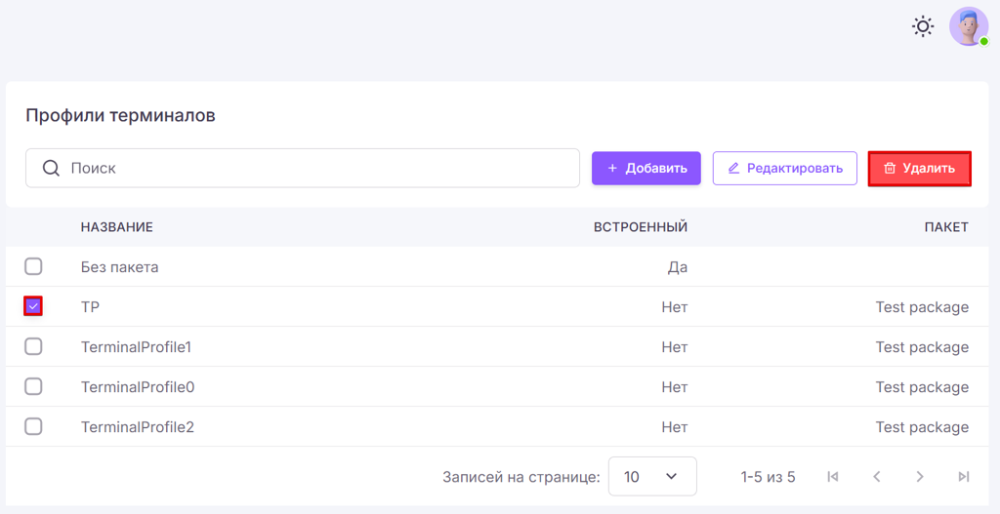 Профили терминалов
Поиск
+ Добавить
Редактировать
Удалить
НАЗВАНИЕ ВСТРОЕННЫЙ ПАКЕТ
Без пакета Да
TP Нет Test package
TerminalProfile1 Нет Test package
TerminalProfile0 Нет Test package
TerminalProfile2 Нет Test package
Записей на странице: 10 1-5 из 5